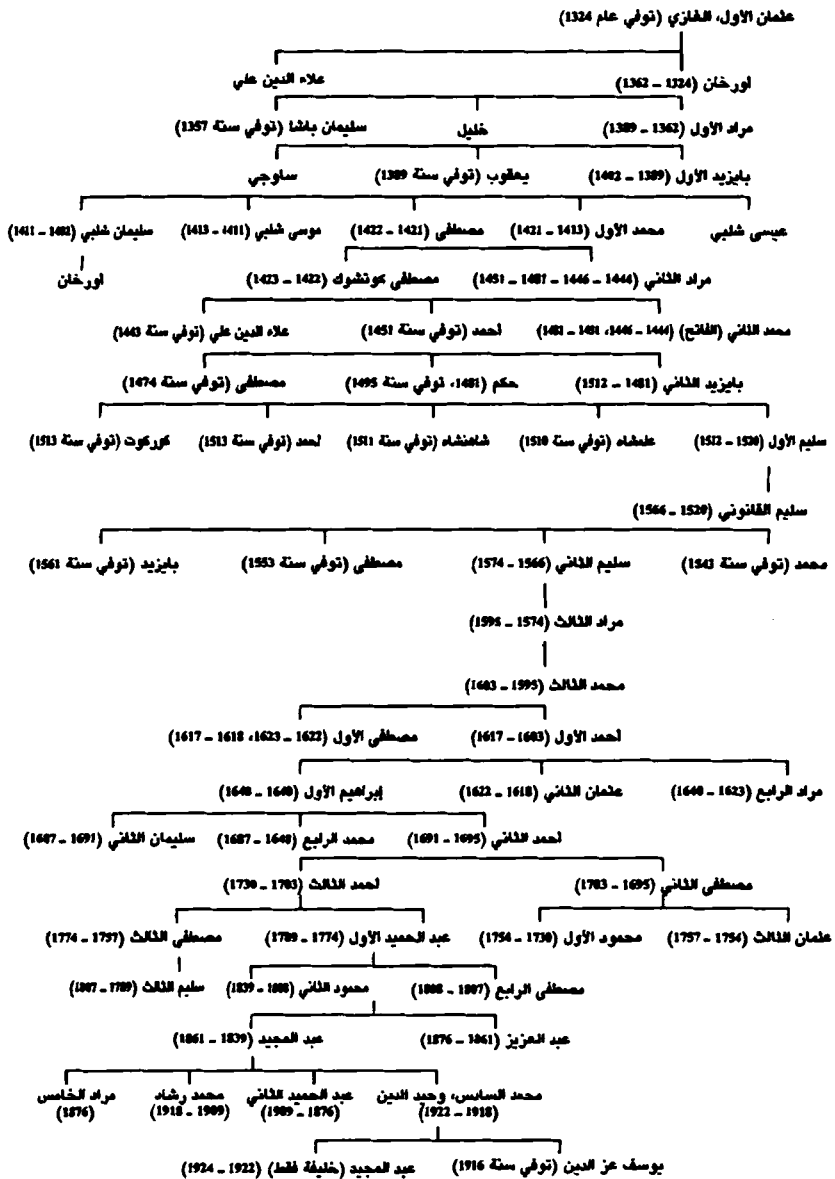 عثمان الأول، الغازي (توفي عام 1324)
اورخان (1324 – 1362) علاء الدين علي
مراد الأول (1362 – 1389) خليل سليمان باشا (توفي سنة 1357)
بايزيد الأول (1389 – 1402) يعقوب (توفي سنة 1389) ساوجي
عيسى شلبي محمد الأول (1413 – 1421) مصطفى (1421 – 1422) موسى شلبي (1411 – 1413) سليمان شلبي (1402 – 1411)
اورخان
مراد الثاني (1444 – 1446 – 1451) مصطفى كوتشوك (1422 – 1423)
محمد الثاني (الفاتح) (1444 – 1446، 1481) أحمد (توفي سنة 1451) علاء الدين علي (توفي سنة 1443)
بايزيد الثاني (1481 – 1512) حكم (1481، توفي سنة 1495) مصطفى (توفي سنة 1474)
سليم الأول (1512 – 1520) علمشاه (توفي سنة 1510) شاهنشاه (توفي سنة 1511) أحمد (توفي سنة 1513) كوركوت (توفي سنة 1513)
سليم القانوني (1520 – 1566)
محمد (توفي سنة 1543) سليم الثاني (1566 – 1574) مصطفى (توفي سنة 1553) بايزيد (توفي سنة 1561)
مراد الثالث (1574 – 1595)
محمد الثالث (1595 – 1603)
أحمد الأول (1603 – 1617) مصطفى الأول (1622 – 1623، 1618 – 1617)
مراد الرابع (1623 – 1640) عثمان الثاني (1618 – 1622) إبراهيم الأول (1640 – 1648)
أحمد الثاني (1695 – 1691) محمد الرابع (1648 – 1687) سليمان الثاني (1691 – 1687)
مصطفى الثاني (1695 – 1703) أحمد الثالث (1703 – 1730)
عثمان الثالث (1754 – 1757) محمود الأول (1730 – 1754) عبد الحميد الأول (1774 – 1789) مصطفى الثالث (1757 – 1774)
مصطفى الرابع (1807 – 1808) محمود الثاني (1808 – 1839) سليم الثالث (1789 – 1807)
عبد العزيز (1861 – 1876) عبد المجيد (1839 – 1861)
محمد السادس، وحيد الدين عبد الحميد الثاني محمد رشاد مراد الخامس
(1918 – 1922) (1876 – 1909) (1909 – 1918) (1876)
يوسف عز الدين (توفي سنة 1916) عبد المجيد (خليفة فقط) (1922 – 1924)